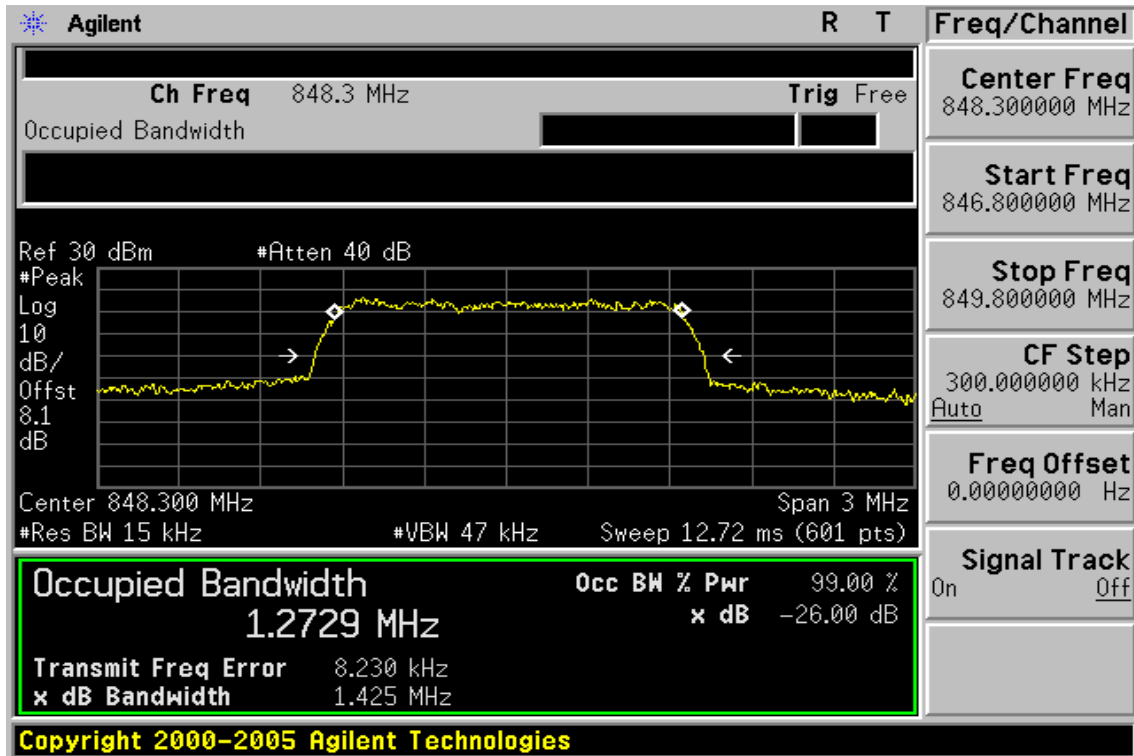 Agilent R T Freq/Channel
Ch Freq 848.3 MHz Trig Free
Occupied Bandwidth
Center Freq
848.300000 MHz
Start Freq
846.800000 MHz
Stop Freq
849.800000 MHz
CF Step
300.000000 kHz
Auto Man
Freq Offset
0.00000000 Hz
Signal Track
On Off
Ref 30 dBm #Atten 40 dB
#Peak
Log
10
dB/
Offst
8.1
dB
Center 848.300 MHz Span 3 MHz
#Res BW 15 kHz #VBW 47 kHz Sweep 12.72 ms (601 pts)
Occupied Bandwidth Occ BW % Pwr 99.00 %
1.2729 MHz x dB -26.00 dB
Transmit Freq Error 8.230 kHz
x dB Bandwidth 1.425 MHz
Copyright 2000-2005 Agilent Technologies